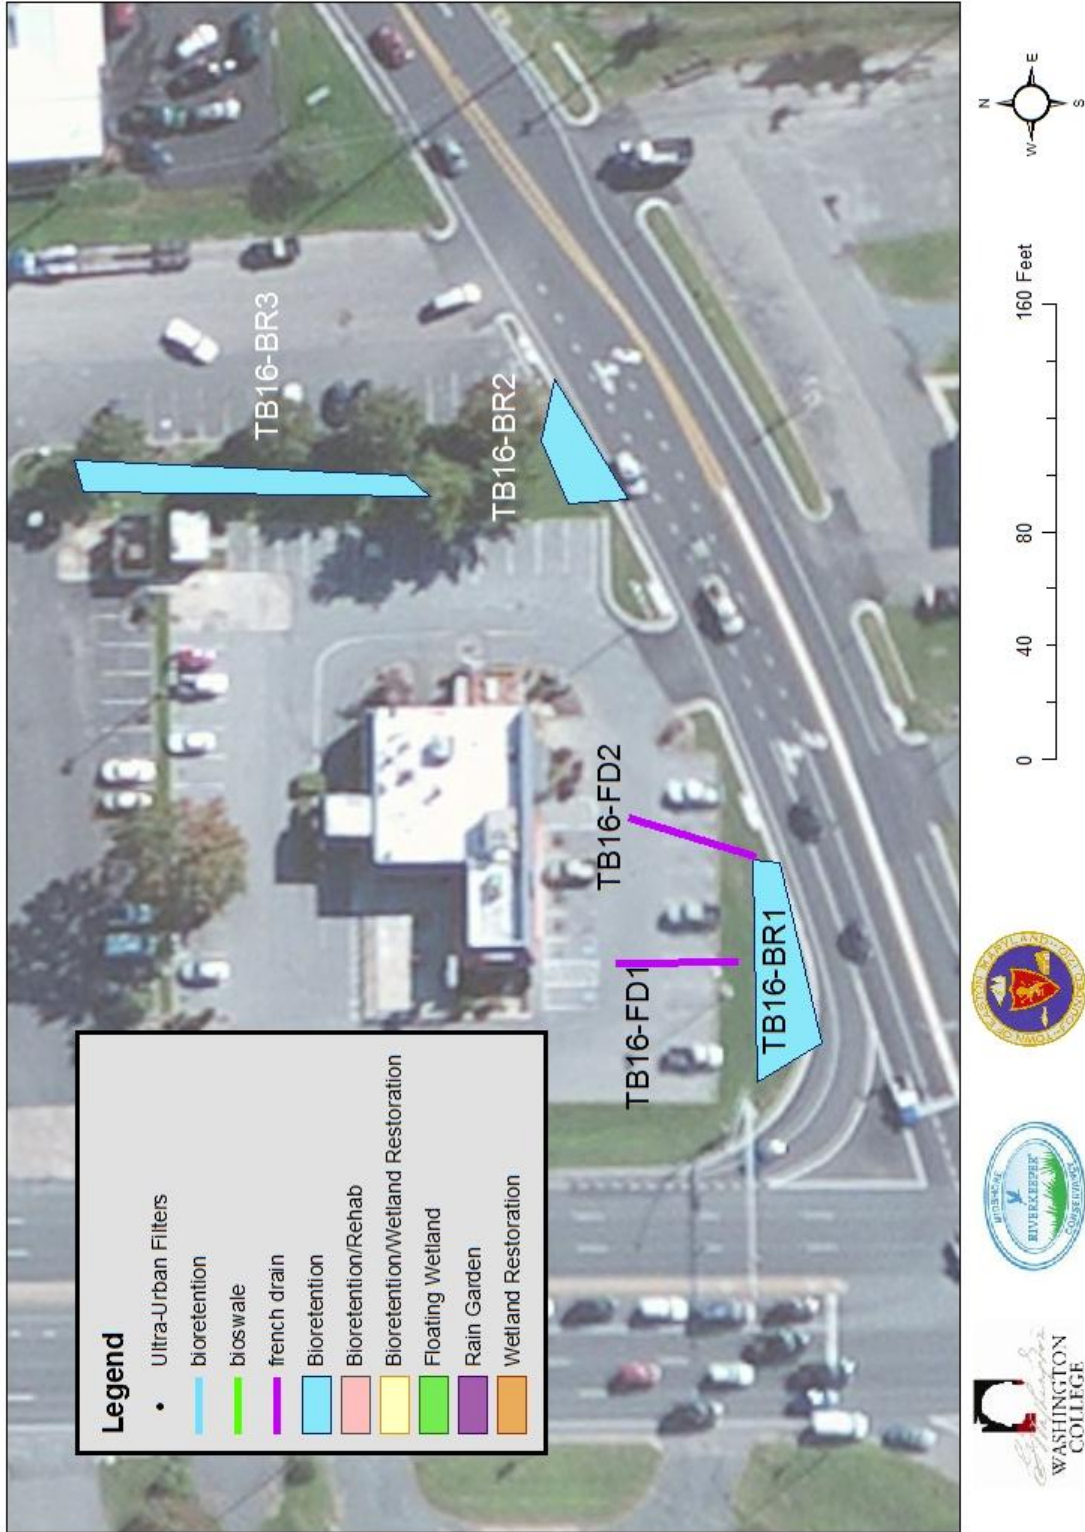 Legend
Ultra-Urban Filters
bioretention
bioswale
french drain
Bioretention
Bioretention/Rehab
Bioretention/Wetland Restoration
Floating Wetland
Rain Garden
Wetland Restoration
TB16-BR3
TB16-BR2
TB16-FD2
TB16-FD1
TB16-BR1
WASHINGTON
COLLEGE
MIDSHORE
RIVERKEEPER
CONSERVANCY
0 40 80 160 Feet
N
W E
S